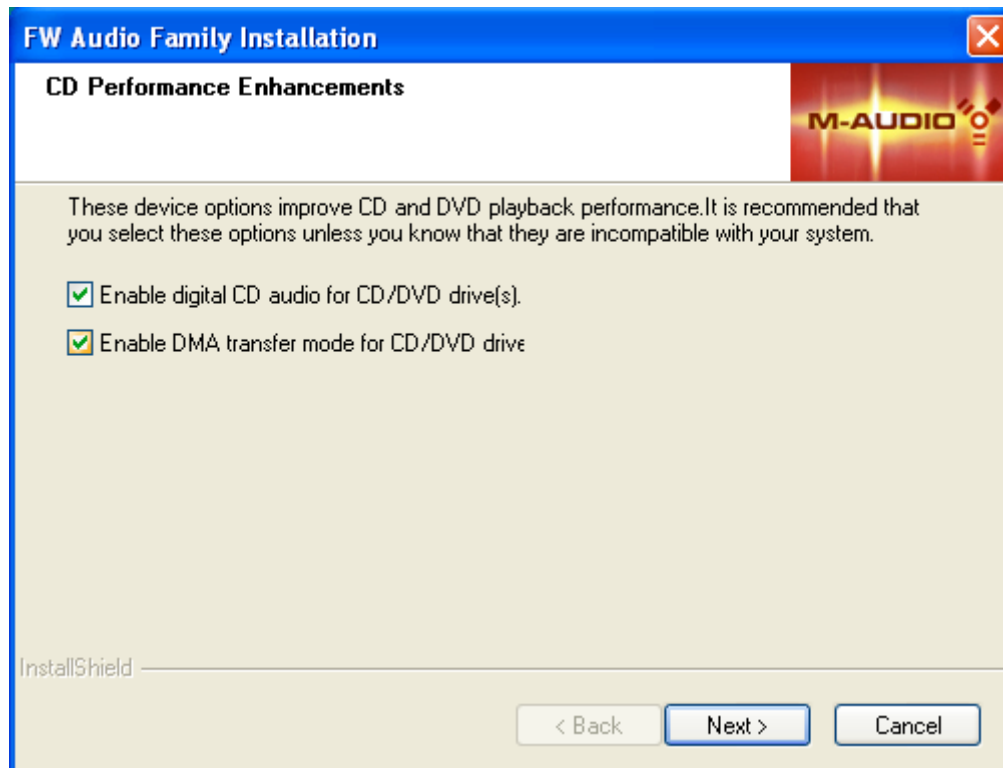 FW Audio Family Installation
CD Performance Enhancements
M-AUDIO
These device options improve CD and DVD playback performance.It is recommended that
you select these options unless you know that they are incompatible with your system.
Enable digital CD audio for CD/DVD drive(s).
Enable DMA transfer mode for CD/DVD drive
InstallShield
< Back
Next >
Cancel